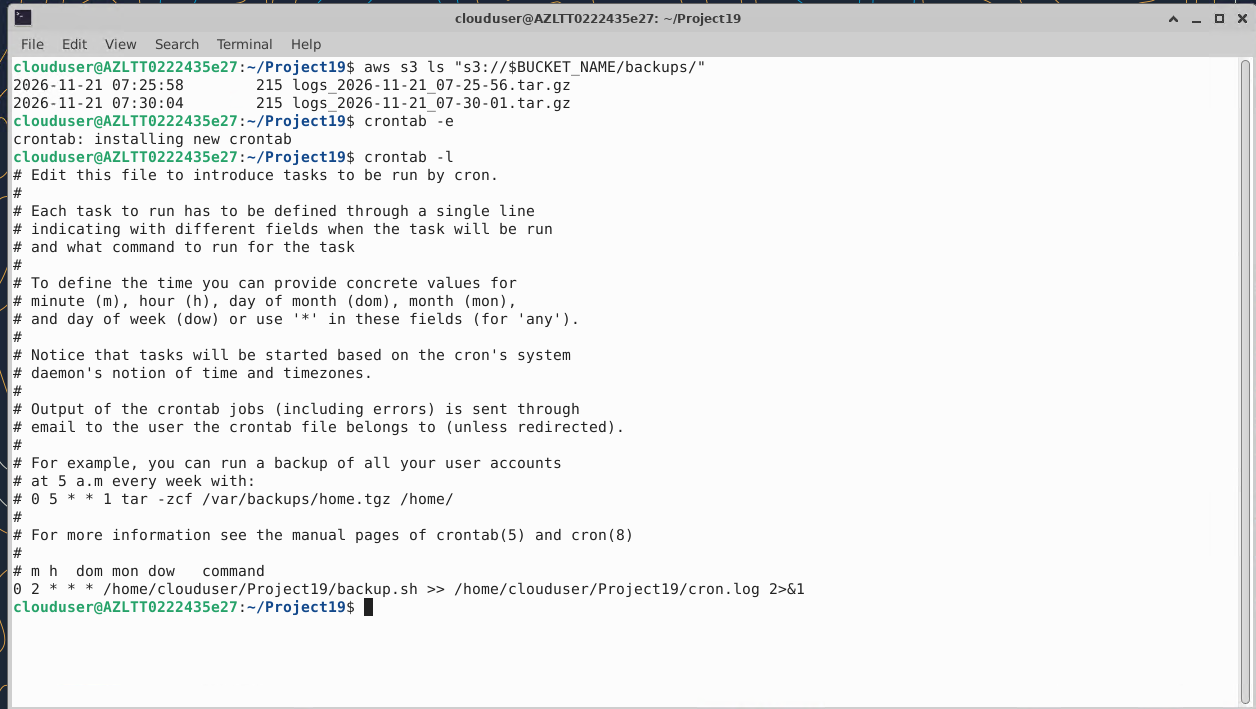 clouduser@AZLTT0222435e27: ~/Project19
File Edit View Search Terminal Help
clouduser@AZLTT0222435e27:~/Project19$ aws s3 ls "s3://$BUCKET_NAME/backups/"
2026-11-21 07:25:58        215 logs_2026-11-21_07-25-56.tar.gz
2026-11-21 07:30:04        215 logs_2026-11-21_07-30-01.tar.gz
clouduser@AZLTT0222435e27:~/Project19$ crontab -e
crontab: installing new crontab
clouduser@AZLTT0222435e27:~/Project19$ crontab -l
# Edit this file to introduce tasks to be run by cron.
#
# Each task to run has to be defined through a single line
# indicating with different fields when the task will be run
# and what command to run for the task
#
# To define the time you can provide concrete values for
# minute (m), hour (h), day of month (dom), month (mon),
# and day of week (dow) or use '*' in these fields (for 'any').
#
# Notice that tasks will be started based on the cron's system
# daemon's notion of time and timezones.
#
# Output of the crontab jobs (including errors) is sent through
# email to the user the crontab file belongs to (unless redirected).
#
# For example, you can run a backup of all your user accounts
# at 5 a.m every week with:
# 0 5 * * 1 tar -zcf /var/backups/home.tgz /home/
#
# For more information see the manual pages of crontab(5) and cron(8)
#
# m h  dom mon dow   command
0 2 * * * /home/clouduser/Project19/backup.sh >> /home/clouduser/Project19/cron.log 2>&1
clouduser@AZLTT0222435e27:~/Project19$